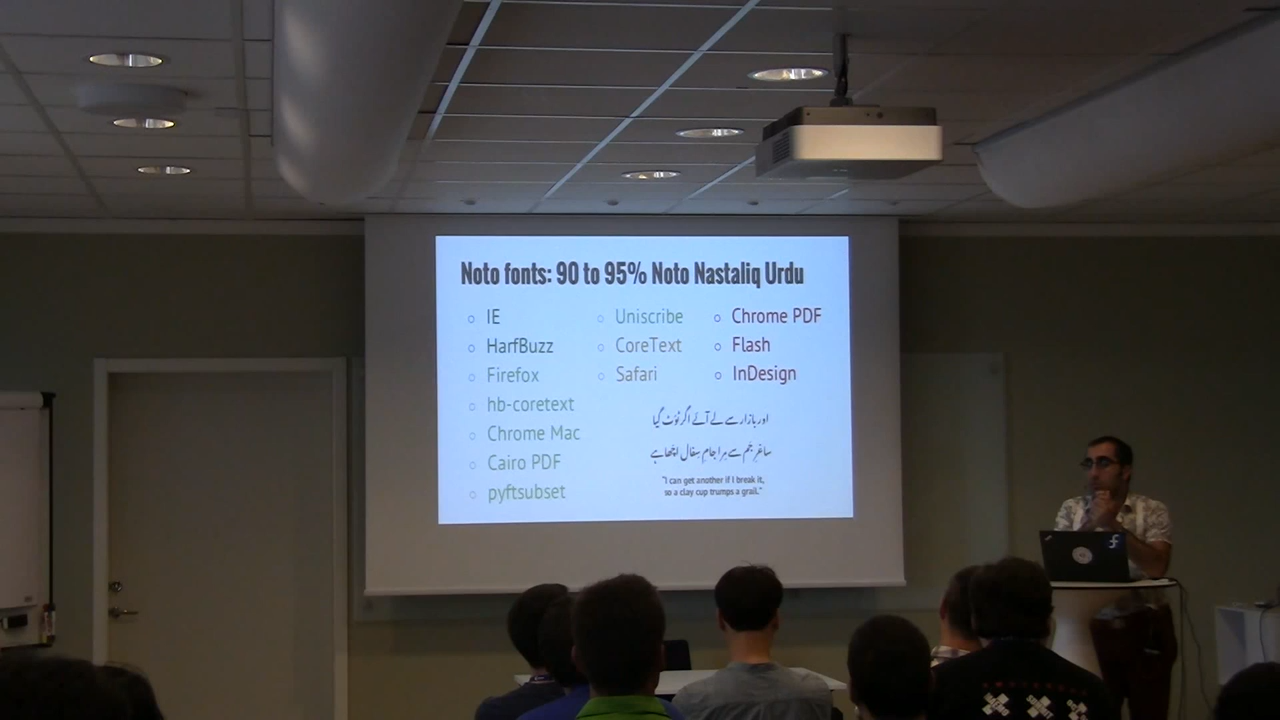 Noto fonts: 90 to 95% Noto Nastaliq Urdu
IE
HarfBuzz
Firefox
hb-coretext
Chrome Mac
Cairo PDF
pyftsubset
Uniscribe
CoreText
Safari
Chrome PDF
Flash
InDesign
اور بازار سے لے آئے اگر ٹوٹ گیا
ساغرِ جم سے مرا جامِ سفال اچھا ہے
"I can get another if I break it,
so a clay cup trumps a grail."